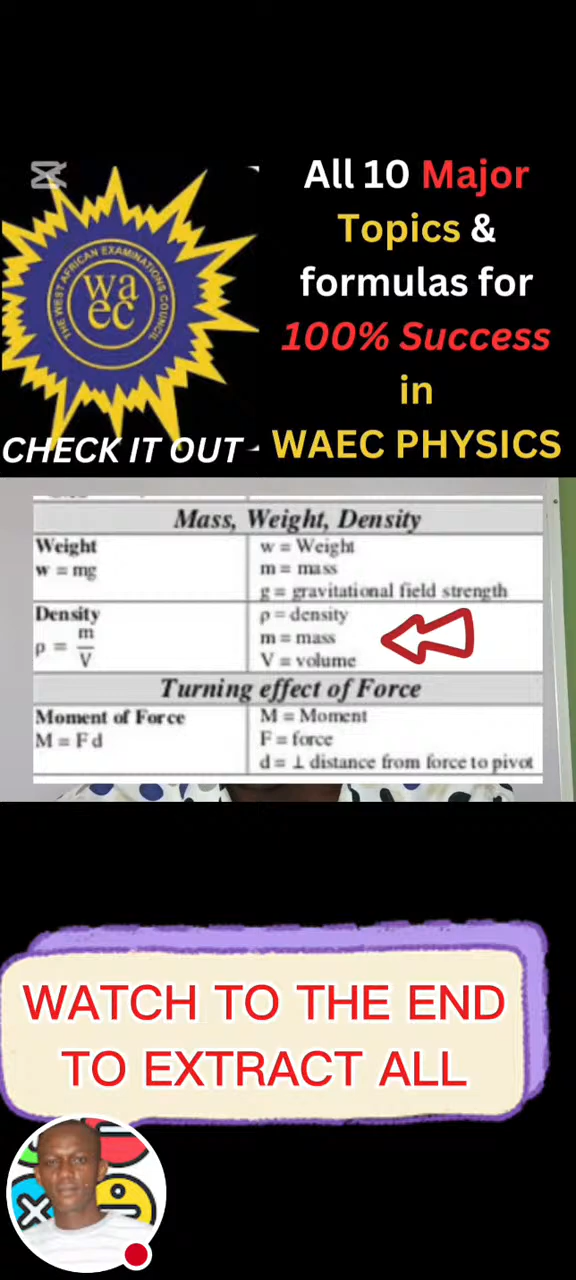 All 10 Major
Topics &
formulas for
100% Success
in
WAEC PHYSICS
THE WEST AFRICAN EXAMINATIONS COUNCIL
wa
ec
CHECK IT OUT -
Mass, Weight, Density
Weight
w = mg
w = Weight
m = mass
g = gravitational field strength
Density
ρ = m/V
ρ = density
m = mass
V = volume
Turning effect of Force
Moment of Force
M = F d
M = Moment
F = force
d = ⊥ distance from force to pivot
WATCH TO THE END
TO EXTRACT ALL